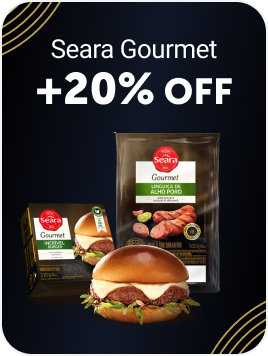 Seara Gourmet
+20% OFF
Seara
Gourmet
LINGUIÇA DE
ALHO PORÓ
Seara
Gourmet
INCRÍVEL
BURGER